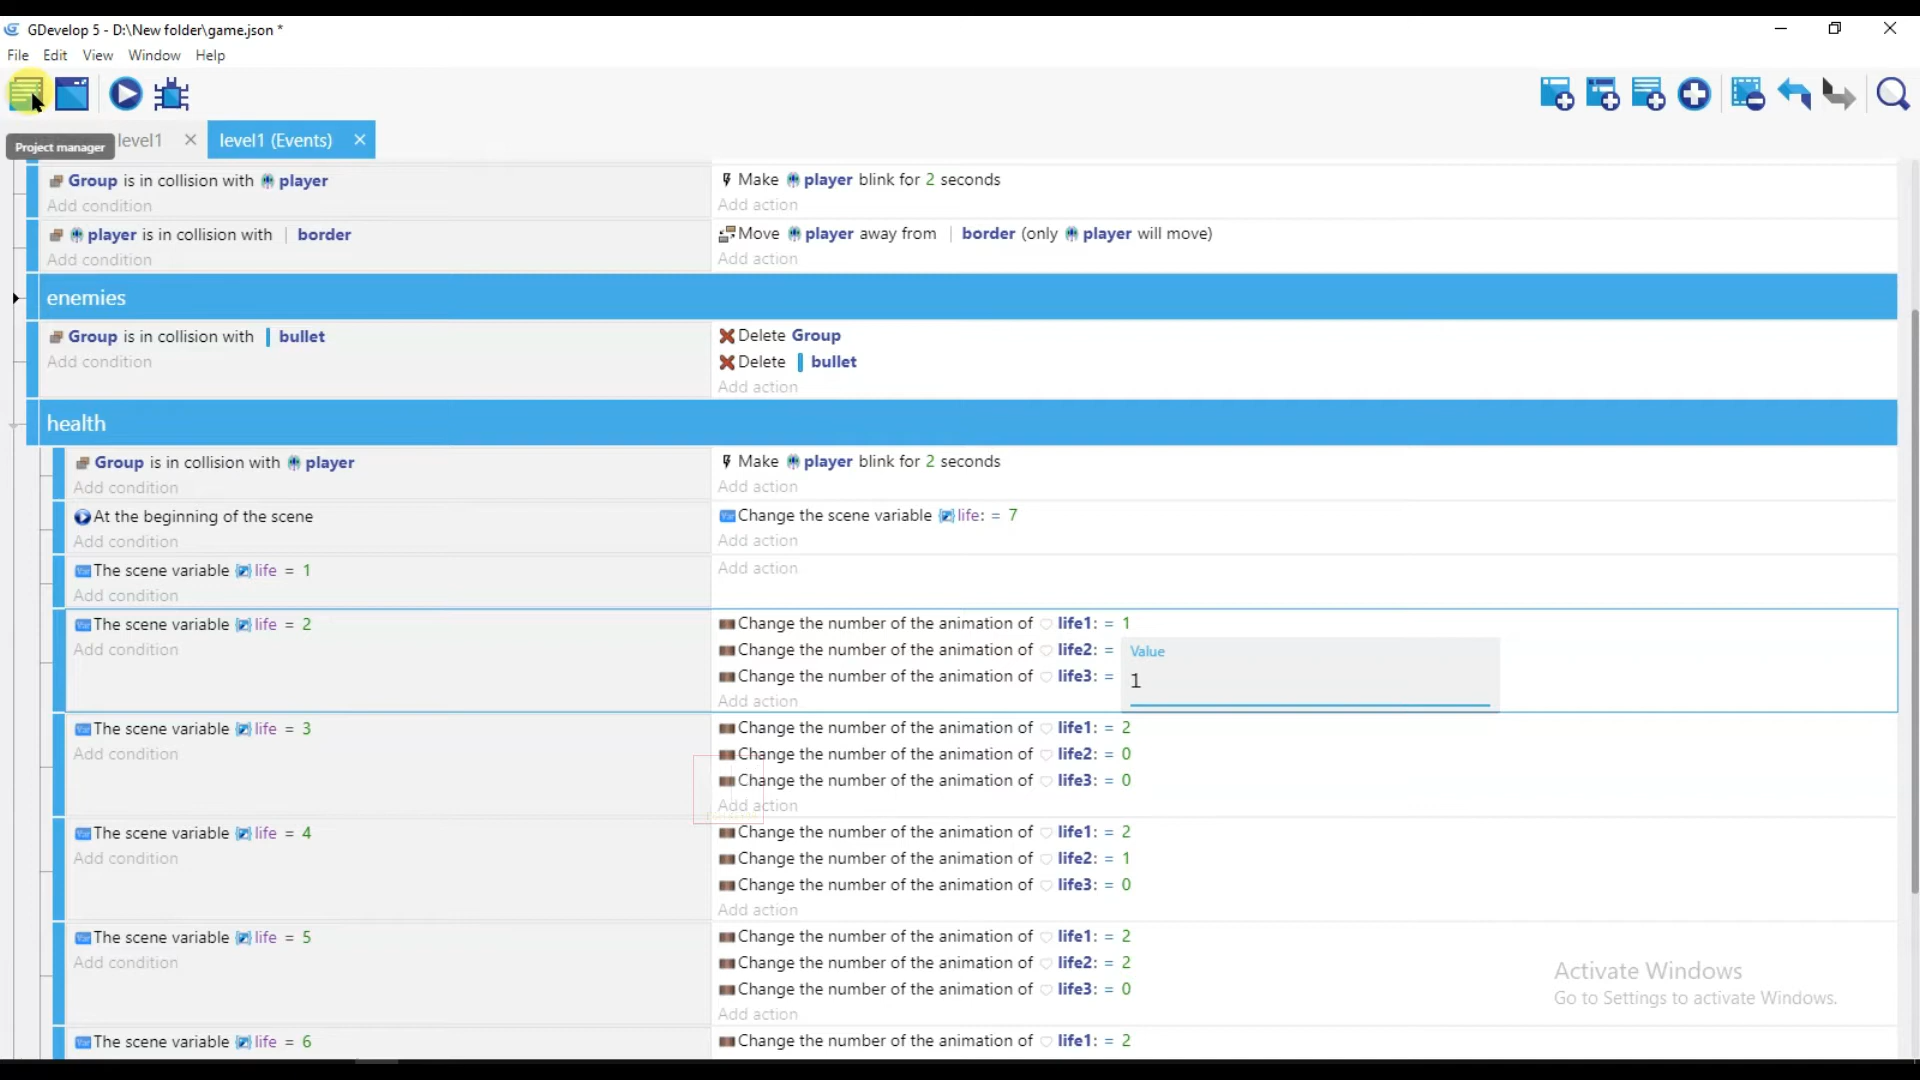 GDevelop 5 - D:\New folder\game.json *
File Edit View Window Help
Project manager
level1 × level1 (Events) ×
Group is in collision with player
Make player blink for 2 seconds
Add condition
Add action
player is in collision with border
Move player away from border (only player will move)
Add condition
Add action
enemies
Group is in collision with bullet
Delete Group
Add condition
Delete bullet
Add action
health
Group is in collision with player
Make player blink for 2 seconds
Add condition
Add action
At the beginning of the scene
Change the scene variable life: = 7
Add condition
Add action
The scene variable life = 1
Add action
Add condition
The scene variable life = 2
Change the number of the animation of life1: = 1
Add condition
Change the number of the animation of life2: =
Value
Change the number of the animation of life3: =
1
Add action
The scene variable life = 3
Change the number of the animation of life1: = 2
Add condition
Change the number of the animation of life2: = 0
Change the number of the animation of life3: = 0
Add action
The scene variable life = 4
Change the number of the animation of life1: = 2
Add condition
Change the number of the animation of life2: = 1
Change the number of the animation of life3: = 0
Add action
The scene variable life = 5
Change the number of the animation of life1: = 2
Add condition
Change the number of the animation of life2: = 2
Change the number of the animation of life3: = 0
Add action
The scene variable life = 6
Change the number of the animation of life1: = 2
Activate Windows
Go to Settings to activate Windows.